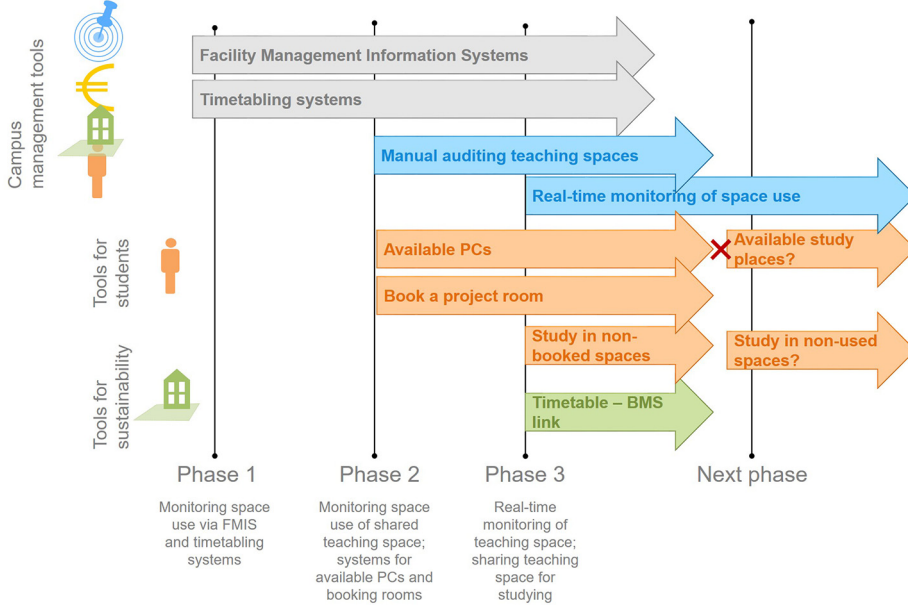 Campus
management tools
Facility Management Information Systems
Timetabling systems
Manual auditing teaching spaces
Real-time monitoring of space use
Tools for
students
Available PCs
Available study
places?
Book a project room
Study in non-
booked spaces
Study in non-used
spaces?
Tools for
sustainability
Timetable – BMS
link
Phase 1
Phase 2
Phase 3
Next phase
Monitoring space
use via FMIS
and timetabling
systems
Monitoring space
use of shared
teaching space;
systems for
available PCs and
booking rooms
Real-time
monitoring of
teaching space;
sharing teaching
space for
studying